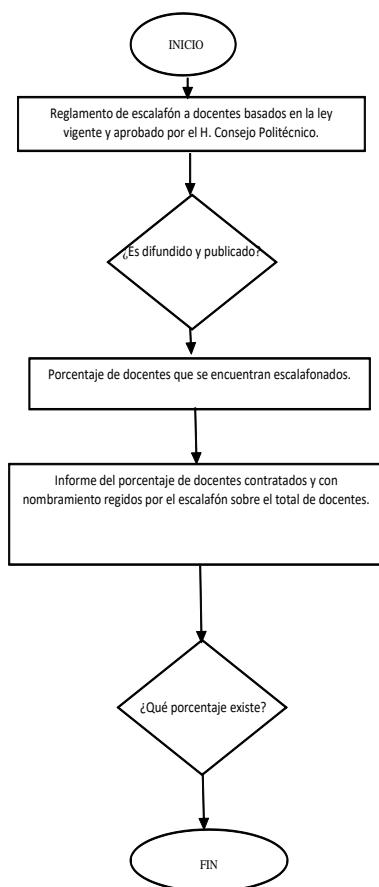 INICIO
Reglamento de escalafón a docentes basados en la ley
vigente y aprobado por el H. Consejo Politécnico.
¿Es difundido y publicado?
Porcentaje de docentes que se encuentran escalafonados.
Informe del porcentaje de docentes contratados y con
nombramiento regidos por el escalafón sobre el total de docentes.
¿Qué porcentaje existe?
FIN